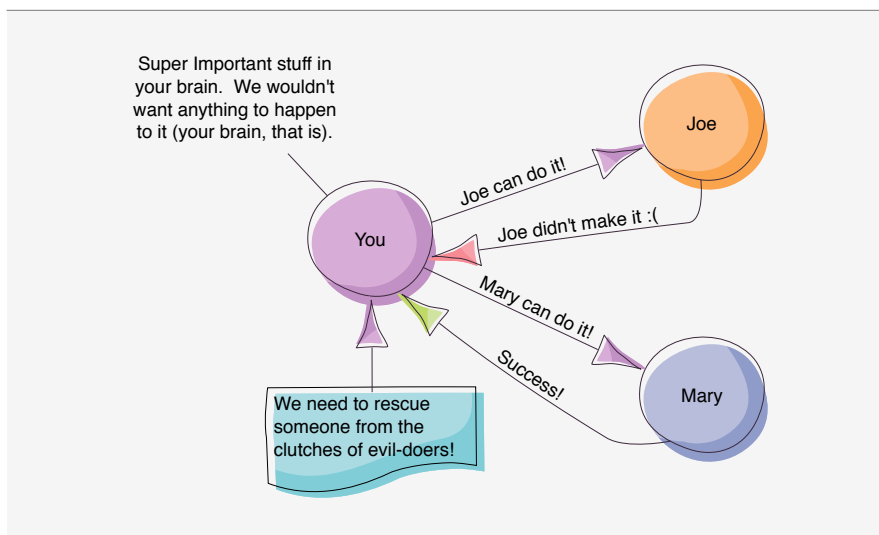 Super Important stuff in
your brain. We wouldn't
want anything to happen
to it (your brain, that is).
Joe
Joe can do it!
Joe didn't make it :(
You
Mary can do it!
Success!
Mary
We need to rescue
someone from the
clutches of evil-doers!